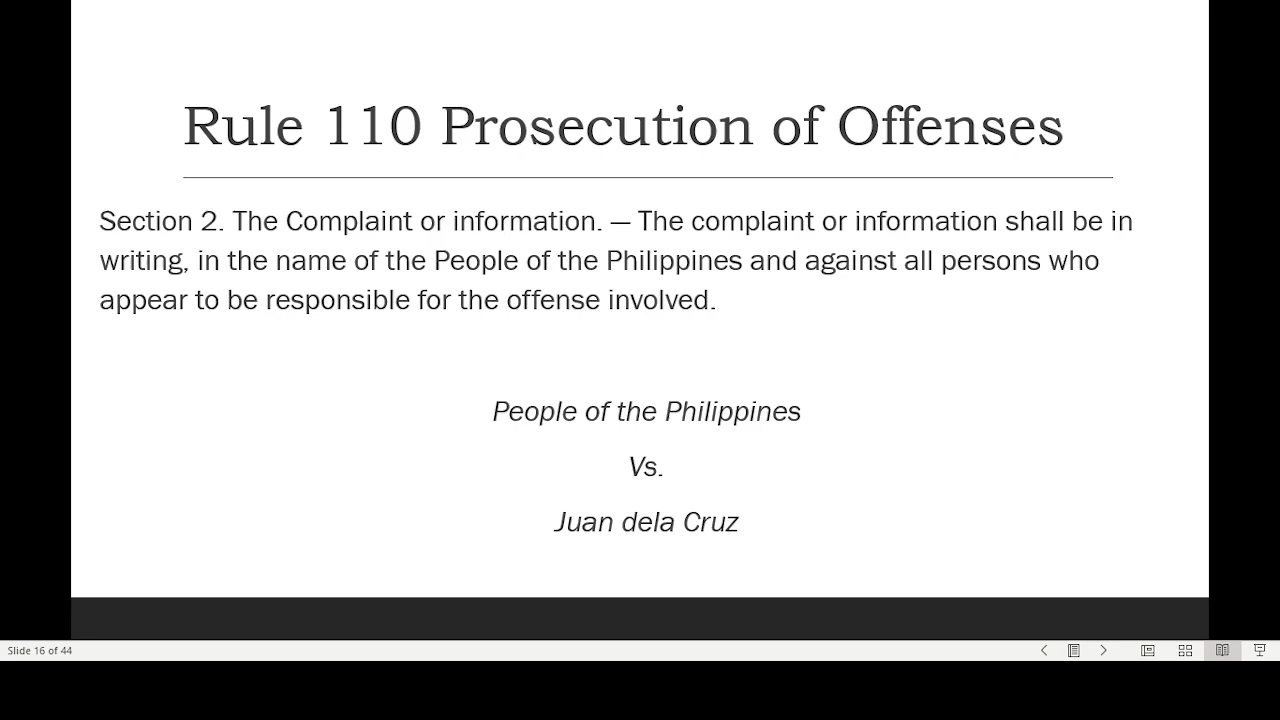 Rule 110 Prosecution of Offenses
Section 2. The Complaint or information. — The complaint or information shall be in
writing, in the name of the People of the Philippines and against all persons who
appear to be responsible for the offense involved.
People of the Philippines
Vs.
Juan dela Cruz
Slide 16 of 44